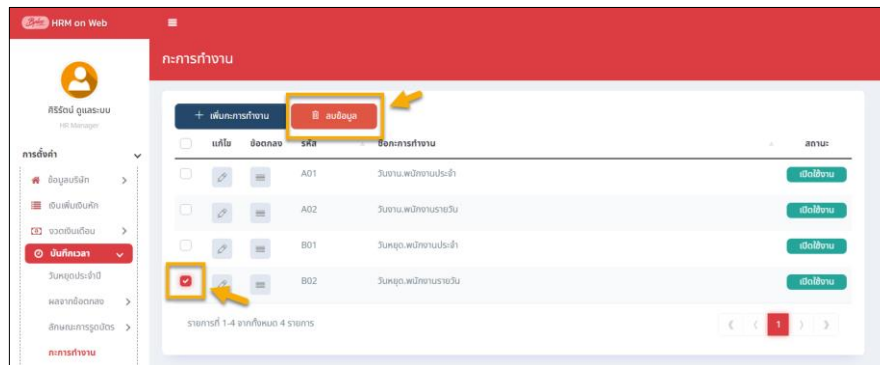 HRM on Web
กะการทำงาน
ศิริรัตน์ ดูแลระบบ
HR Manager
+ เพิ่มกะการทำงาน
ลบข้อมูล
แก้ไข ข้อตกลง รหัส ชื่อกะการทำงาน สถานะ
การตั้งค่า
A01 วันงาน.พนักงานประจำ เปิดใช้งาน
ข้อมูลบริษัท
เงินเพิ่มเงินหัก
A02 วันงาน.พนักงานรายวัน เปิดใช้งาน
งวดเงินเดือน
B01 วันหยุด.พนักงานประจำ เปิดใช้งาน
บันทึกเวลา
วันหยุดประจำปี
B02 วันหยุด.พนักงานรายวัน เปิดใช้งาน
ผลจากข้อตกลง
ลักษณะการรูดบัตร
รายการที่ 1-4 จากทั้งหมด 4 รายการ
1
กะการทำงาน